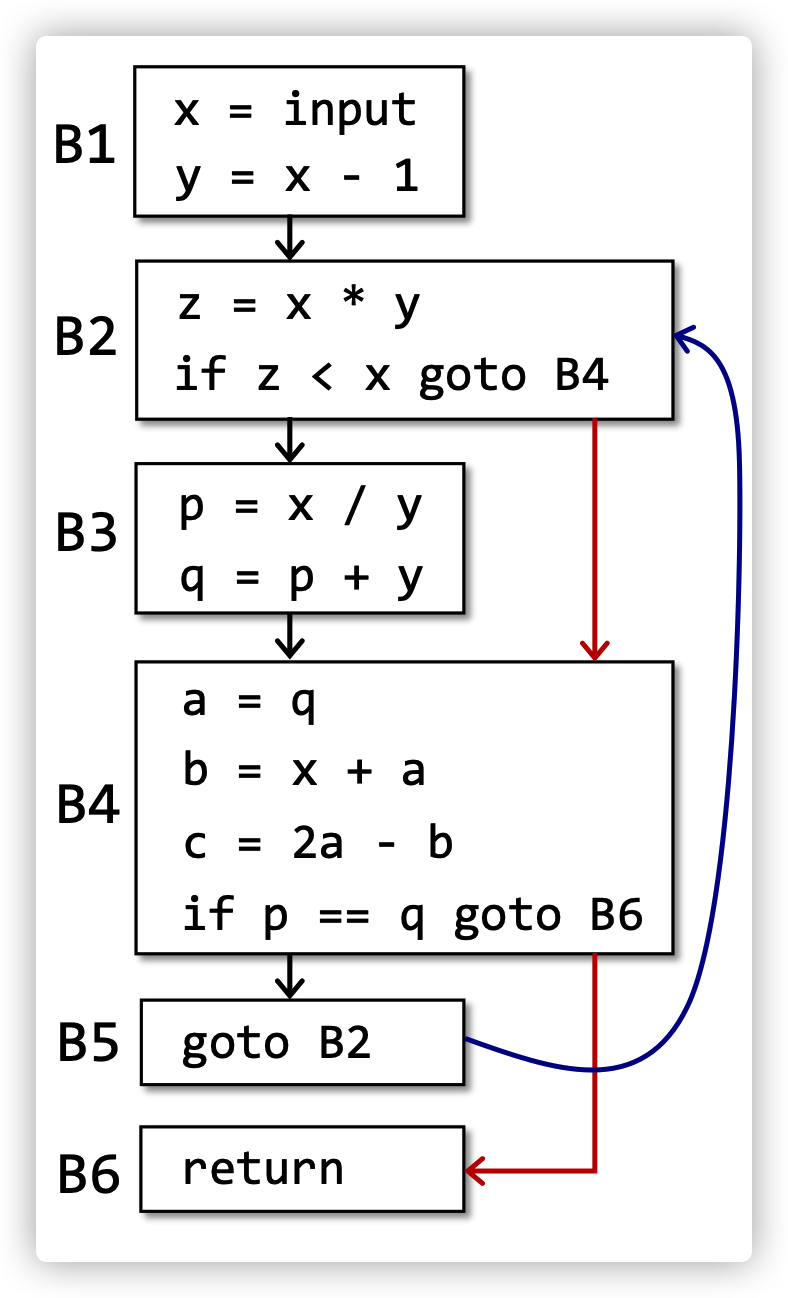 B1
x = input
y = x - 1
B2
z = x * y
if z < x goto B4
B3
p = x / y
q = p + y
B4
a = q
b = x + a
c = 2a - b
if p == q goto B6
B5
goto B2
B6
return